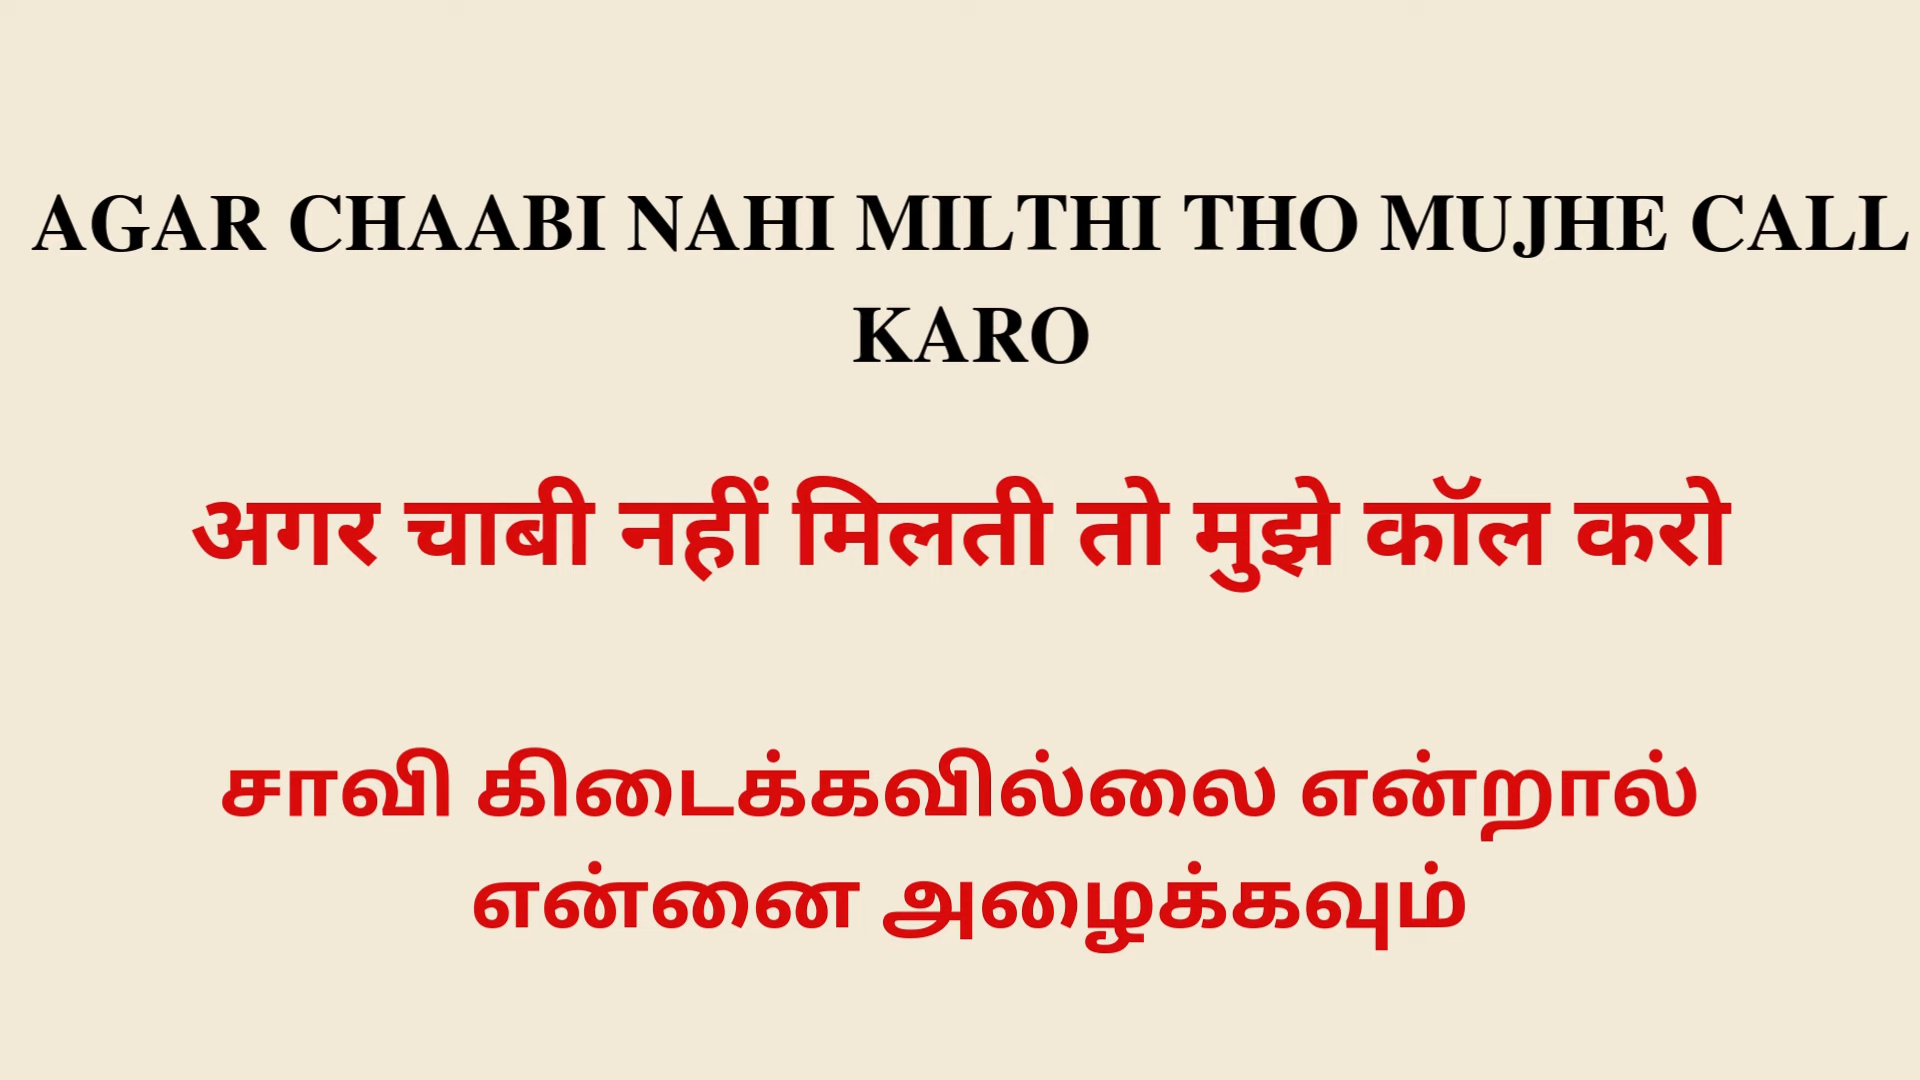 AGAR CHAABI NAHI MILTHI THO MUJHE CALL
KARO
अगर चाबी नहीं मिलती तो मुझे कॉल करो
சாவி கிடைக்கவில்லை என்றால்
என்னை அழைக்கவும்